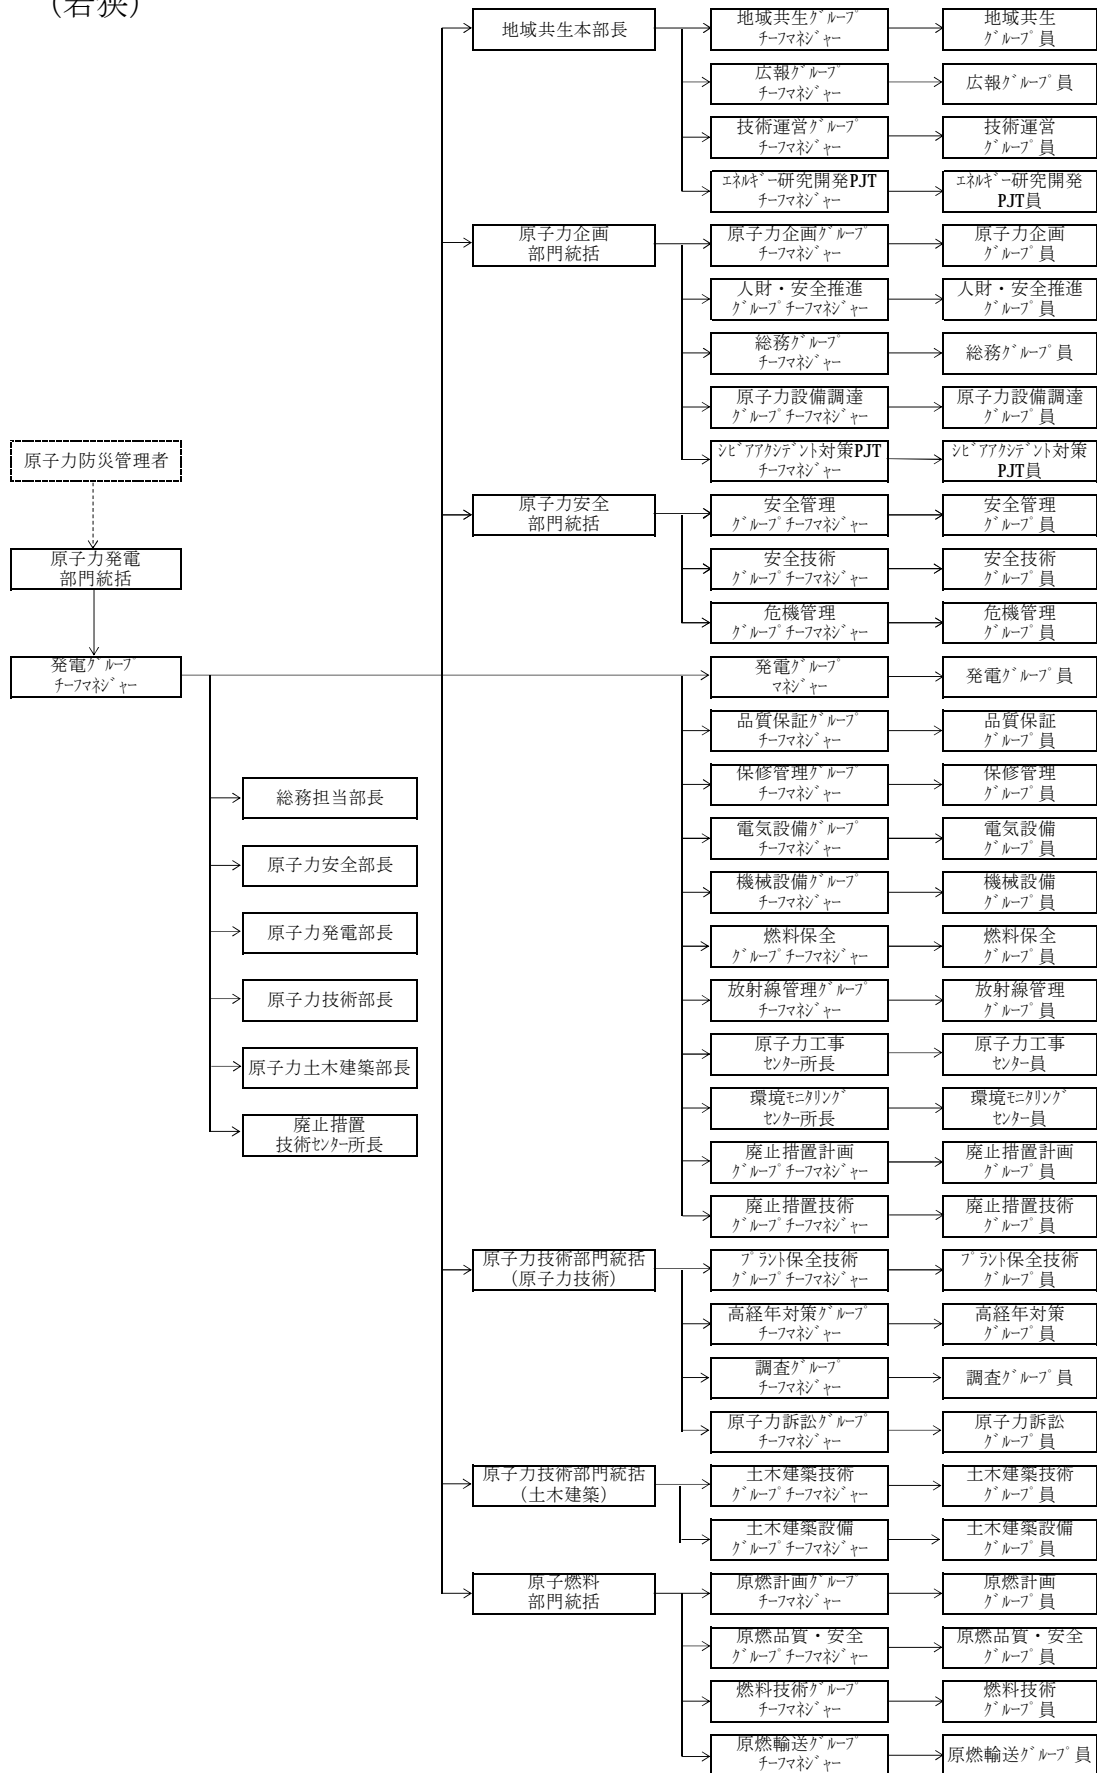 （若狭）
地域共生本部長
地域共生ｸﾞﾙｰﾌﾟ
ﾁｰﾌﾏﾈｼﾞｬｰ
地域共生
ｸﾞﾙｰﾌﾟ員
広報ｸﾞﾙｰﾌﾟ
ﾁｰﾌﾏﾈｼﾞｬｰ
広報ｸﾞﾙｰﾌﾟ員
技術運営ｸﾞﾙｰﾌﾟ
ﾁｰﾌﾏﾈｼﾞｬｰ
技術運営
ｸﾞﾙｰﾌﾟ員
ｴﾈﾙｷﾞｰ研究開発PJT
ﾁｰﾌﾏﾈｼﾞｬｰ
ｴﾈﾙｷﾞｰ研究開発
PJT員
原子力企画
部門統括
原子力企画ｸﾞﾙｰﾌﾟ
ﾁｰﾌﾏﾈｼﾞｬｰ
原子力企画
ｸﾞﾙｰﾌﾟ員
人財・安全推進
ｸﾞﾙｰﾌﾟﾁｰﾌﾏﾈｼﾞｬｰ
人財・安全推進
ｸﾞﾙｰﾌﾟ員
総務ｸﾞﾙｰﾌﾟ
ﾁｰﾌﾏﾈｼﾞｬｰ
総務ｸﾞﾙｰﾌﾟ員
原子力設備調達
ｸﾞﾙｰﾌﾟﾁｰﾌﾏﾈｼﾞｬｰ
原子力設備調達
ｸﾞﾙｰﾌﾟ員
ｼﾋﾞｱｱｸｼﾃﾞﾝﾄ対策PJT
ﾁｰﾌﾏﾈｼﾞｬｰ
ｼﾋﾞｱｱｸｼﾃﾞﾝﾄ対策
PJT員
原子力防災管理者
原子力発電
部門統括
発電ｸﾞﾙｰﾌﾟ
ﾁｰﾌﾏﾈｼﾞｬｰ
原子力安全
部門統括
安全管理
ｸﾞﾙｰﾌﾟﾁｰﾌﾏﾈｼﾞｬｰ
安全管理
ｸﾞﾙｰﾌﾟ員
安全技術
ｸﾞﾙｰﾌﾟﾁｰﾌﾏﾈｼﾞｬｰ
安全技術
ｸﾞﾙｰﾌﾟ員
危機管理
ｸﾞﾙｰﾌﾟﾁｰﾌﾏﾈｼﾞｬｰ
危機管理
ｸﾞﾙｰﾌﾟ員
発電ｸﾞﾙｰﾌﾟ
ﾏﾈｼﾞｬｰ
発電ｸﾞﾙｰﾌﾟ員
品質保証ｸﾞﾙｰﾌﾟ
ﾁｰﾌﾏﾈｼﾞｬｰ
品質保証
ｸﾞﾙｰﾌﾟ員
総務担当部長
原子力安全部長
原子力発電部長
原子力技術部長
原子力土木建築部長
廃止措置
技術ｾﾝﾀｰ所長
保修管理ｸﾞﾙｰﾌﾟ
ﾁｰﾌﾏﾈｼﾞｬｰ
保修管理
ｸﾞﾙｰﾌﾟ員
電気設備ｸﾞﾙｰﾌﾟ
ﾁｰﾌﾏﾈｼﾞｬｰ
電気設備
ｸﾞﾙｰﾌﾟ員
機械設備ｸﾞﾙｰﾌﾟ
ﾁｰﾌﾏﾈｼﾞｬｰ
機械設備
ｸﾞﾙｰﾌﾟ員
燃料保全
ｸﾞﾙｰﾌﾟﾁｰﾌﾏﾈｼﾞｬｰ
燃料保全
ｸﾞﾙｰﾌﾟ員
放射線管理ｸﾞﾙｰﾌﾟ
ﾁｰﾌﾏﾈｼﾞｬｰ
放射線管理
ｸﾞﾙｰﾌﾟ員
原子力工事
ｾﾝﾀｰ所長
原子力工事
ｾﾝﾀｰ員
環境ﾓﾆﾀﾘﾝｸﾞ
ｾﾝﾀｰ所長
環境ﾓﾆﾀﾘﾝｸﾞ
ｾﾝﾀｰ員
廃止措置計画
ｸﾞﾙｰﾌﾟﾁｰﾌﾏﾈｼﾞｬｰ
廃止措置計画
ｸﾞﾙｰﾌﾟ員
廃止措置技術
ｸﾞﾙｰﾌﾟﾁｰﾌﾏﾈｼﾞｬｰ
廃止措置技術
ｸﾞﾙｰﾌﾟ員
原子力技術部門統括
（原子力技術）
ﾌﾟﾗﾝﾄ保全技術
ｸﾞﾙｰﾌﾟﾁｰﾌﾏﾈｼﾞｬｰ
ﾌﾟﾗﾝﾄ保全技術
ｸﾞﾙｰﾌﾟ員
高経年対策ｸﾞﾙｰﾌﾟ
ﾁｰﾌﾏﾈｼﾞｬｰ
高経年対策
ｸﾞﾙｰﾌﾟ員
調査ｸﾞﾙｰﾌﾟ
ﾁｰﾌﾏﾈｼﾞｬｰ
調査ｸﾞﾙｰﾌﾟ員
原子力訴訟ｸﾞﾙｰﾌﾟ
ﾁｰﾌﾏﾈｼﾞｬｰ
原子力訴訟
ｸﾞﾙｰﾌﾟ員
原子力技術部門統括
（土木建築）
土木建築技術
ｸﾞﾙｰﾌﾟﾁｰﾌﾏﾈｼﾞｬｰ
土木建築技術
ｸﾞﾙｰﾌﾟ員
土木建築設備
ｸﾞﾙｰﾌﾟﾁｰﾌﾏﾈｼﾞｬｰ
土木建築設備
ｸﾞﾙｰﾌﾟ員
原子燃料
部門統括
原燃計画ｸﾞﾙｰﾌﾟ
ﾁｰﾌﾏﾈｼﾞｬｰ
原燃計画
ｸﾞﾙｰﾌﾟ員
原燃品質・安全
ｸﾞﾙｰﾌﾟﾁｰﾌﾏﾈｼﾞｬｰ
原燃品質・安全
ｸﾞﾙｰﾌﾟ員
燃料技術ｸﾞﾙｰﾌﾟ
ﾁｰﾌﾏﾈｼﾞｬｰ
燃料技術
ｸﾞﾙｰﾌﾟ員
原燃輸送ｸﾞﾙｰﾌﾟ
ﾁｰﾌﾏﾈｼﾞｬｰ
原燃輸送ｸﾞﾙｰﾌﾟ員